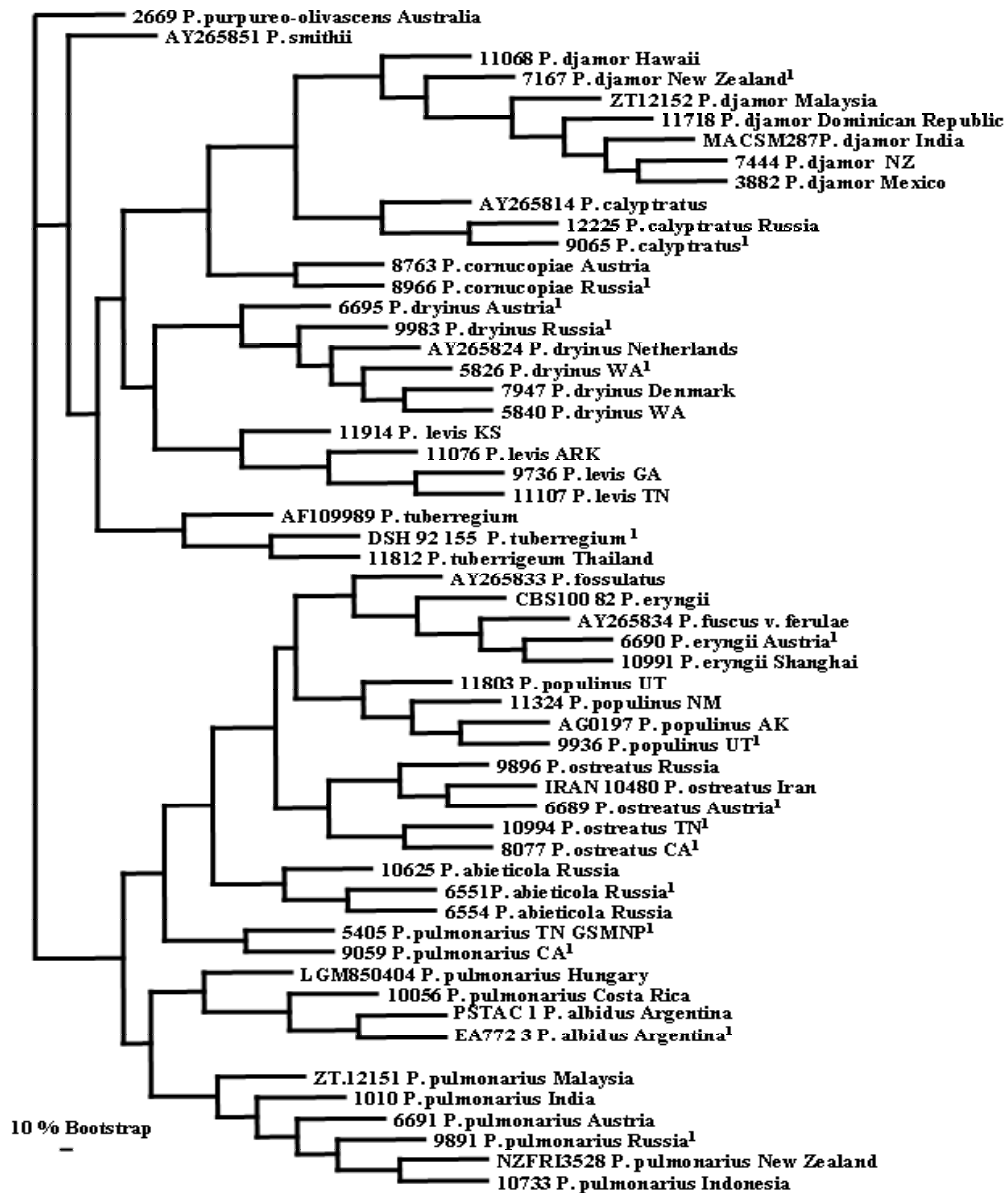 2669 P. purpureo-olivascens Australia
AY265851 P. smithii
11068 P. djamor Hawaii
7167 P. djamor New Zealand¹
ZT12152 P. djamor Malaysia
11718 P. djamor Dominican Republic
MACSM287P. djamor India
7444 P. djamor NZ
3882 P. djamor Mexico
AY265814 P. calyptratus
12225 P. calyptratus Russia
9065 P. calyptratus¹
8763 P. cornucopiae Austria
8966 P. cornucopiae Russia¹
6695 P. dryinus Austria¹
9983 P. dryinus Russia¹
AY265824 P. dryinus Netherlands
5826 P. dryinus WA¹
7947 P. dryinus Denmark
5840 P. dryinus WA
11914 P. levis KS
11076 P. levis ARK
9736 P. levis GA
11107 P. levis TN
AF109989 P. tuberregium
DSH 92 155 P. tuberregium¹
11812 P. tuberrigeum Thailand
AY265833 P. fossulatus
CBS100 82 P. eryngii
AY265834 P. fuscus v. ferulae
6690 P. eryngii Austria¹
10991 P. eryngii Shanghai
11803 P. populinus UT
11324 P. populinus NM
AG0197 P. populinus AK
9936 P. populinus UT¹
9896 P. ostreatus Russia
IRAN 10480 P. ostreatus Iran
6689 P. ostreatus Austria¹
10994 P. ostreatus TN¹
8077 P. ostreatus CA¹
10625 P. abieticola Russia
6551P. abieticola Russia¹
6554 P. abieticola Russia
5405 P. pulmonarius TN GSMNP¹
9059 P. pulmonarius CA¹
LGM850404 P. pulmonarius Hungary
10056 P. pulmonarius Costa Rica
PSTAC 1 P. albidus Argentina
EA772 3 P. albidus Argentina¹
ZT.12151 P. pulmonarius Malaysia
1010 P. pulmonarius India
6691 P. pulmonarius Austria
10 % Bootstrap
9891 P. pulmonarius Russia¹
NZFRI3528 P. pulmonarius New Zealand
10733 P. pulmonarius Indonesia